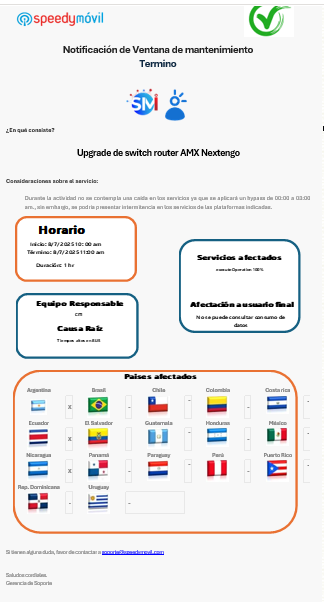 speedymóvil
Notificación de Ventana de mantenimiento
Termino
SMI
¿En qué consiste?
Upgrade de switch router AMX Nextengo
Consideraciones sobre el servicio:
Durante la actividad no se contempla una caída en los servicios ya que se aplicará un bypass de 00:00 a 03:00
am., sin embargo, se podría presentar intermitencia en los servicios de las plataformas indicadas.
Horario
Inicio: 8/7/2025 10:00 am
Término: 8/7/2025 11:00 am
Duración: 1 hr
Servicios afectados
Afectación a usuario final
No se puede consultar consumo de
datos
Equipo Responsable
CM
Causa Raíz
Tiempos altos en SUS
Países afectados
Argentina Brasil Chile Colombia Costa rica
X - - - -
Ecuador El Salvador Guatemala Honduras México
X - - -
Nicaragua Panamá Paraguay Perú Puerto Rico
X - - -
Rep. Dominicana Uruguay
- -
Si tienes alguna duda, favor de contactar a soporte@speedymovil.com
Saludos cordiales.
Gerencia de Soporte